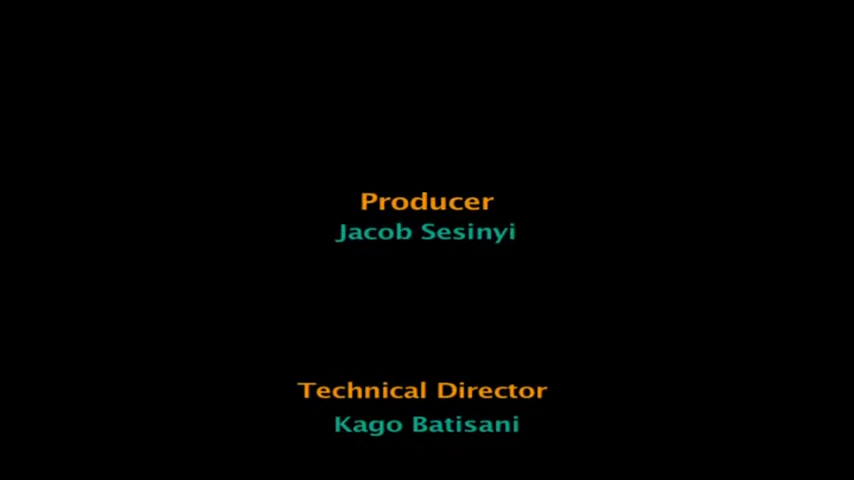 Producer
Jacob Sesinyi
Technical Director
Kago Batisani